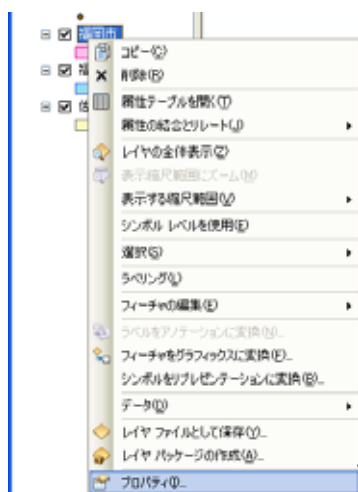 福岡市
福
佐
コピー(C)
削除(R)
属性テーブルを開く(T)
属性の結合とリレート(J)
レイヤの全体表示(Z)
表示縮尺範囲にズーム(M)
表示する縮尺範囲(V)
シンボル レベルを使用(E)
選択(S)
ラベリング(L)
フィーチャの編集(E)
ラベルをアノテーションに変換(N)...
フィーチャをグラフィックスに変換(F)...
シンボルをリプレゼンテーションに変換(B)...
データ(D)
レイヤ ファイルとして保存(Y)...
レイヤ パッケージの作成(A)...
プロパティ(I)...